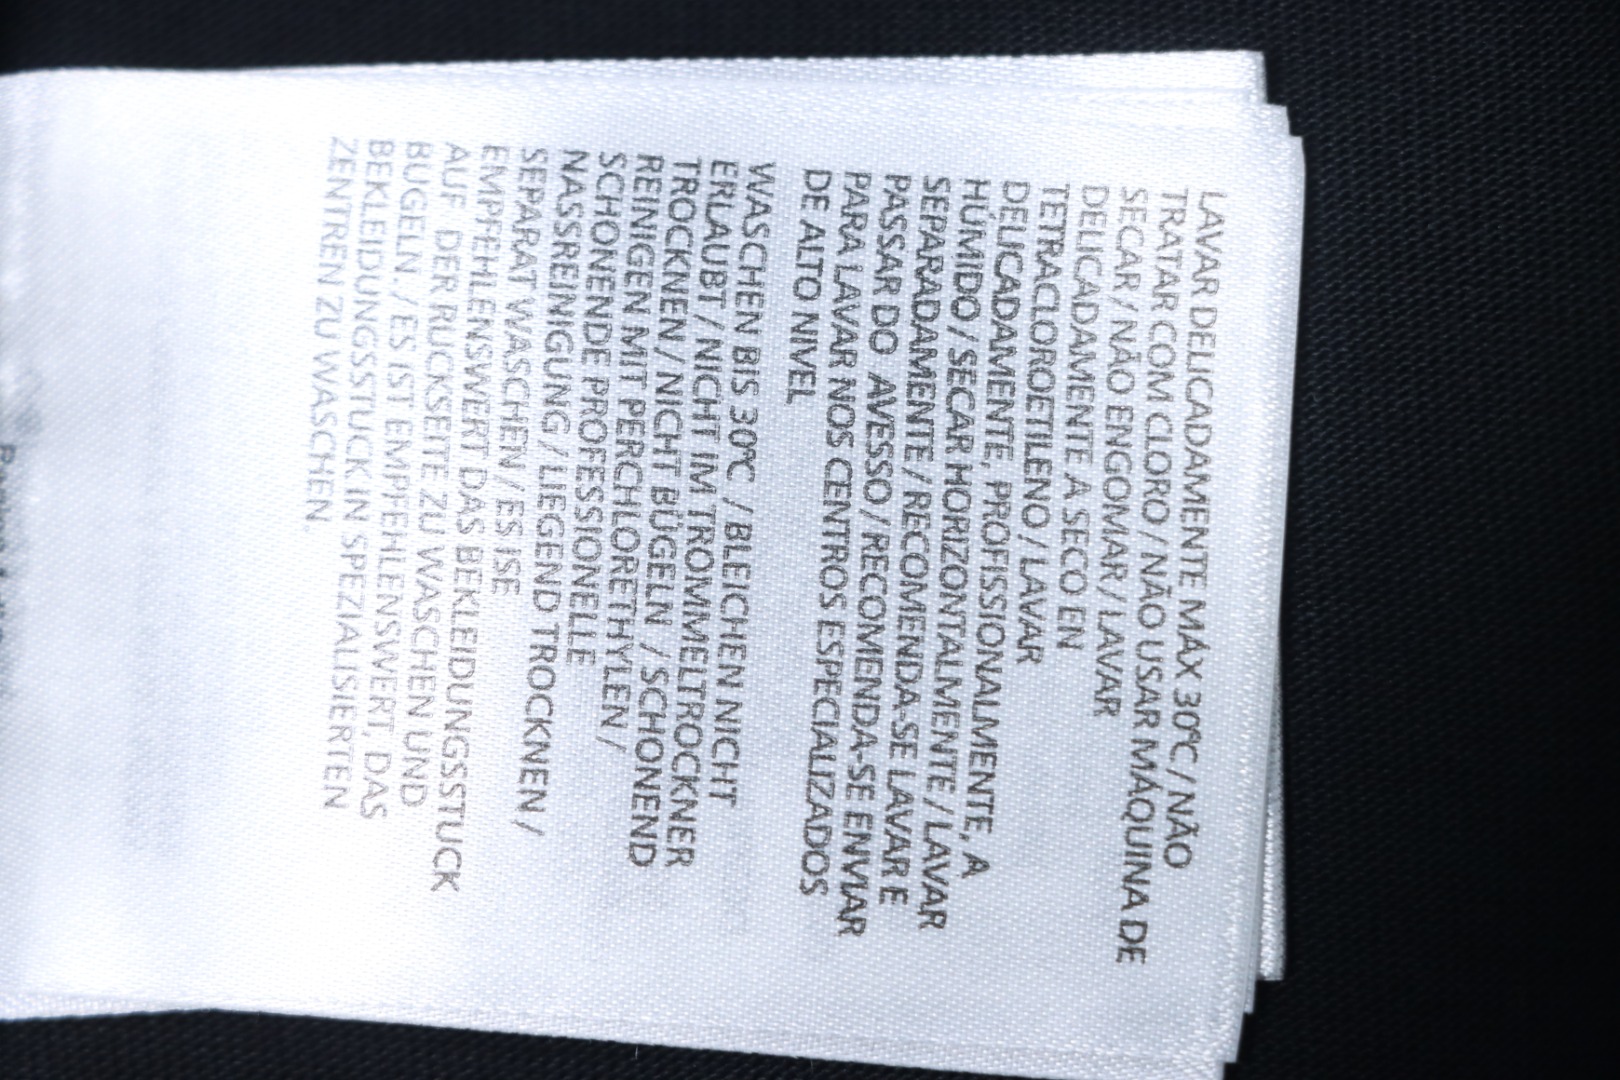 LAVAR DELICADAMENTE MÁX 30°C / NÃO
TRATAR COM CLORO / NÃO USAR MÁQUINA DE
SECAR / NÃO ENGOMAR / LAVAR
DELICADAMENTE A SECO EN
TETRACLOROETILENO / LAVAR
DELICADAMENTE, PROFISSIONALMENTE, A
HÚMIDO / SECAR HORIZONTALMENTE / LAVAR
SEPARADAMENTE / RECOMENDA-SE LAVAR E
PASSAR DO AVESSO / RECOMENDA-SE ENVIAR
PARA LAVAR NOS CENTROS ESPECIALIZADOS
DE ALTO NIVEL
WASCHEN BIS 30°C / BLEICHEN NICHT
ERLAUBT / NICHT IM TROMMELTROCKNER
TROCKNEN / NICHT BÜGELN / SCHONEND
REINIGEN MIT PERCHLORETHYLEN /
SCHONENDE PROFESSIONELLE
NASSREINIGUNG / LIEGEND TROCKNEN /
SEPARAT WASCHEN / ES ISE
EMPFEHLENSWERT DAS BEKLEIDUNGSSTUCK
AUF DER RUCKSEITE ZU WASCHEN UND
BUGELN. / ES IST EMPFEHLENSWERT, DAS
BEKLEIDUNGSSTUCK IN SPEZIALISIERTEN
ZENTREN ZU WASCHEN.